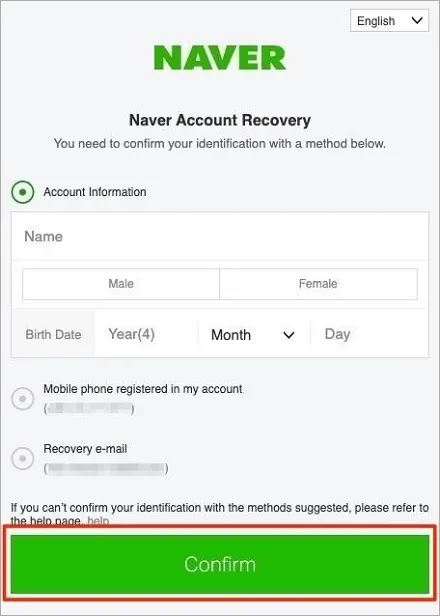 English
NAVER
Naver Account Recovery
You need to confirm your identification with a method below.
Account Information
Name
Male Female
Birth Date Year(4) Month Day
Mobile phone registered in my account
Recovery e-mail
If you can't confirm your identification with the methods suggested, please refer to
the help page. help
Confirm